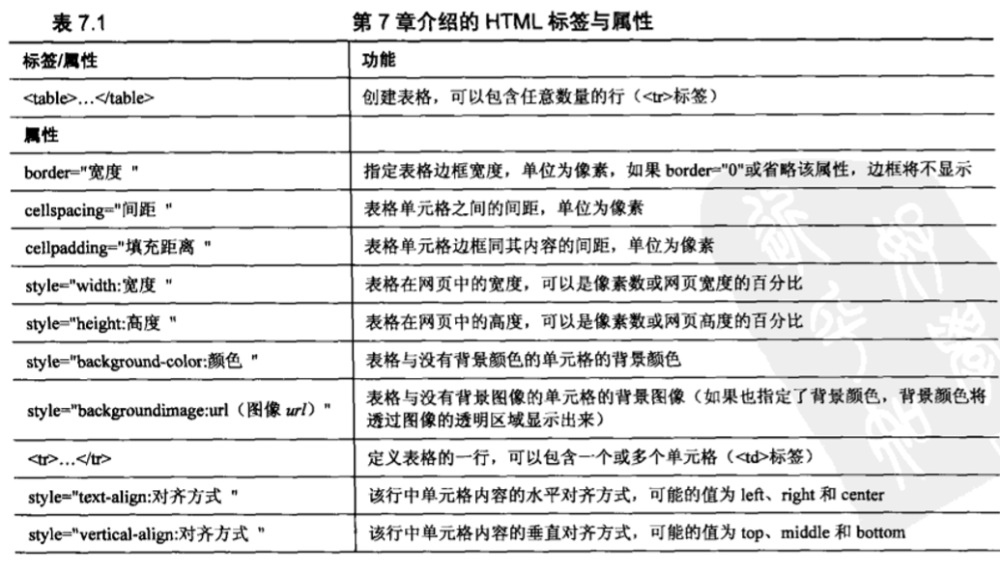 表 7.1 第 7 章介绍的 HTML 标签与属性
标签/属性 功能
<table>…</table> 创建表格，可以包含任意数量的行（<tr>标签）
属性
border="宽度 " 指定表格边框宽度，单位为像素，如果 border="0"或省略该属性，边框将不显示
cellspacing="间距 " 表格单元格之间的间距，单位为像素
cellpadding="填充距离 " 表格单元格边框同其内容的间距，单位为像素
style="width:宽度 " 表格在网页中的宽度，可以是像素数或网页宽度的百分比
style="height:高度 " 表格在网页中的高度，可以是像素数或网页高度的百分比
style="background-color:颜色 " 表格与没有背景颜色的单元格的背景颜色
style="backgroundimage:url（图像 url）" 表格与没有背景图像的单元格的背景图像（如果也指定了背景颜色，背景颜色将
透过图像的透明区域显示出来）
<tr>…</tr> 定义表格的一行，可以包含一个或多个单元格（<td>标签）
style="text-align:对齐方式 " 该行中单元格内容的水平对齐方式，可能的值为 left、right 和 center
style="vertical-align:对齐方式 " 该行中单元格内容的垂直对齐方式，可能的值为 top、middle 和 bottom